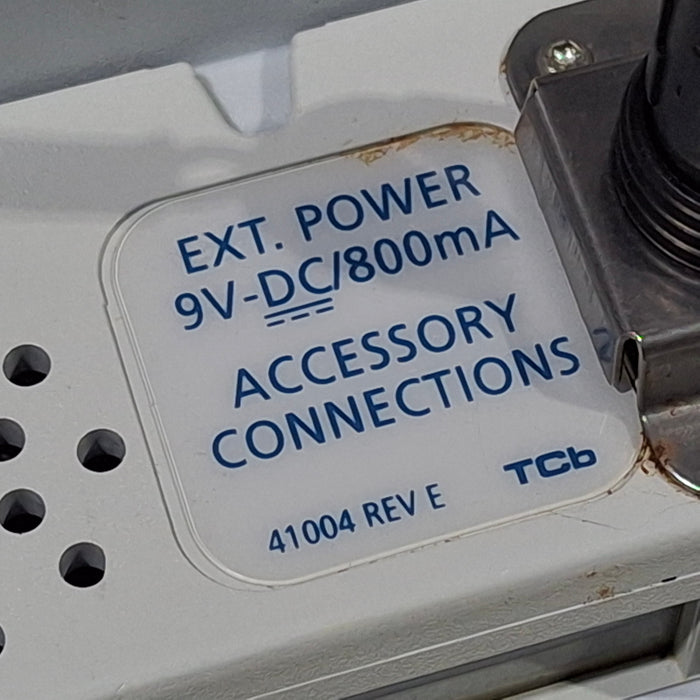 EXT. POWER
9V-DC/800mA
ACCESSORY
CONNECTIONS
TCb
41004 REV E